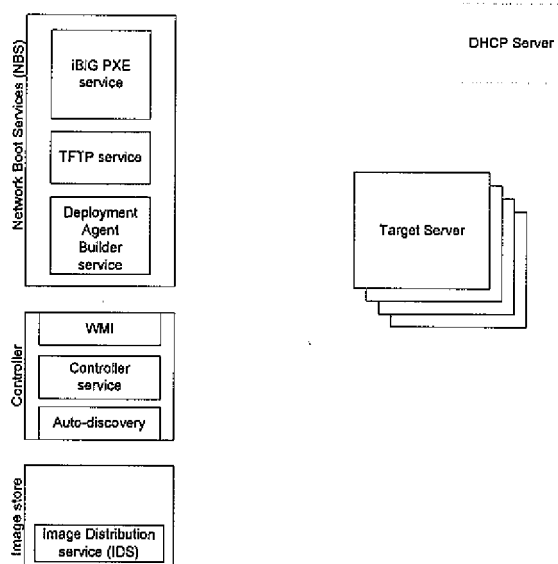 Network Boot Services (NBS)
iBIG PXE
service
TFTP service
Deployment
Agent
Builder
service
DHCP Server
Target Server
Controller
WMI
Controller
service
Auto-discovery
Image store
Image Distribution
service (IDS)